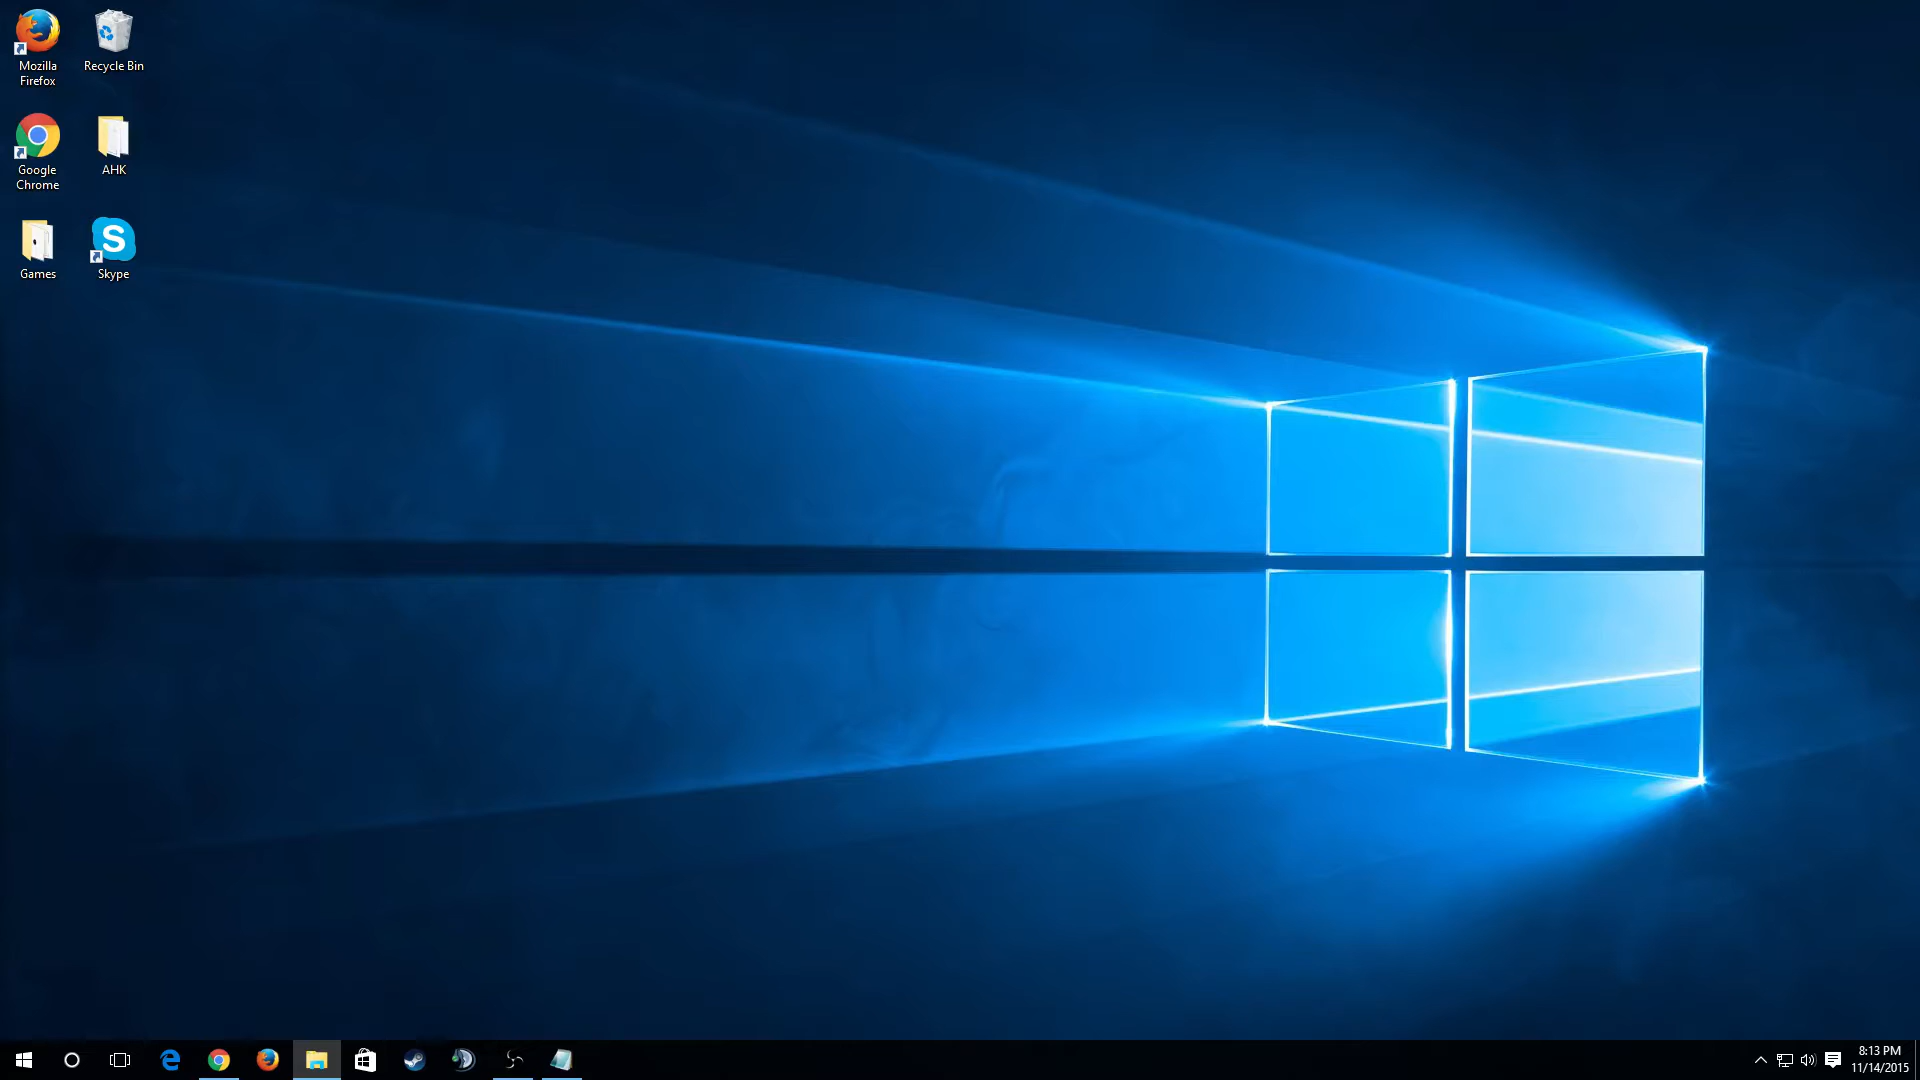 Mozilla
Firefox
Recycle Bin
Google
Chrome
AHK
Games
Skype
8:13 PM
11/14/2015